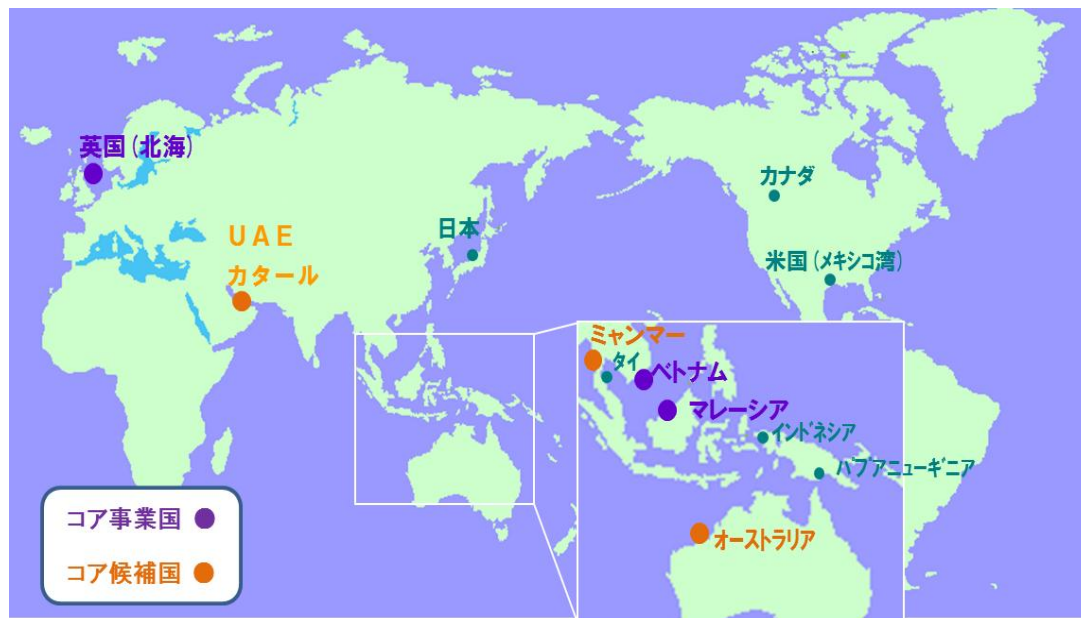 英国(北海)
UAE
カタール
日本
カナダ
米国(メキシコ湾)
ミャンマー
タイ
ベトナム
マレーシア
インドネシア
パプアニューギニア
オーストラリア
コア事業国
コア候補国